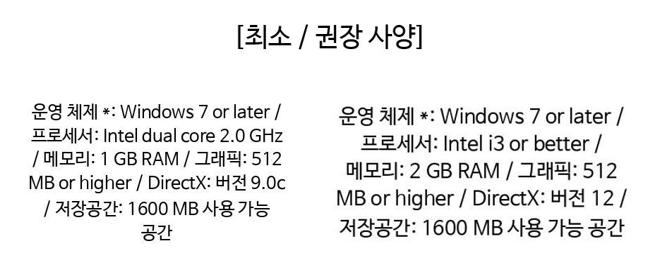 [최소 / 권장 사양]
운영 체제 *: Windows 7 or later /
프로세서: Intel dual core 2.0 GHz
/ 메모리: 1 GB RAM / 그래픽: 512
MB or higher / DirectX: 버전 9.0c
/ 저장공간: 1600 MB 사용 가능
공간
운영 체제 *: Windows 7 or later /
프로세서: Intel i3 or better /
메모리: 2 GB RAM / 그래픽: 512
MB or higher / DirectX: 버전 12 /
저장공간: 1600 MB 사용 가능 공간